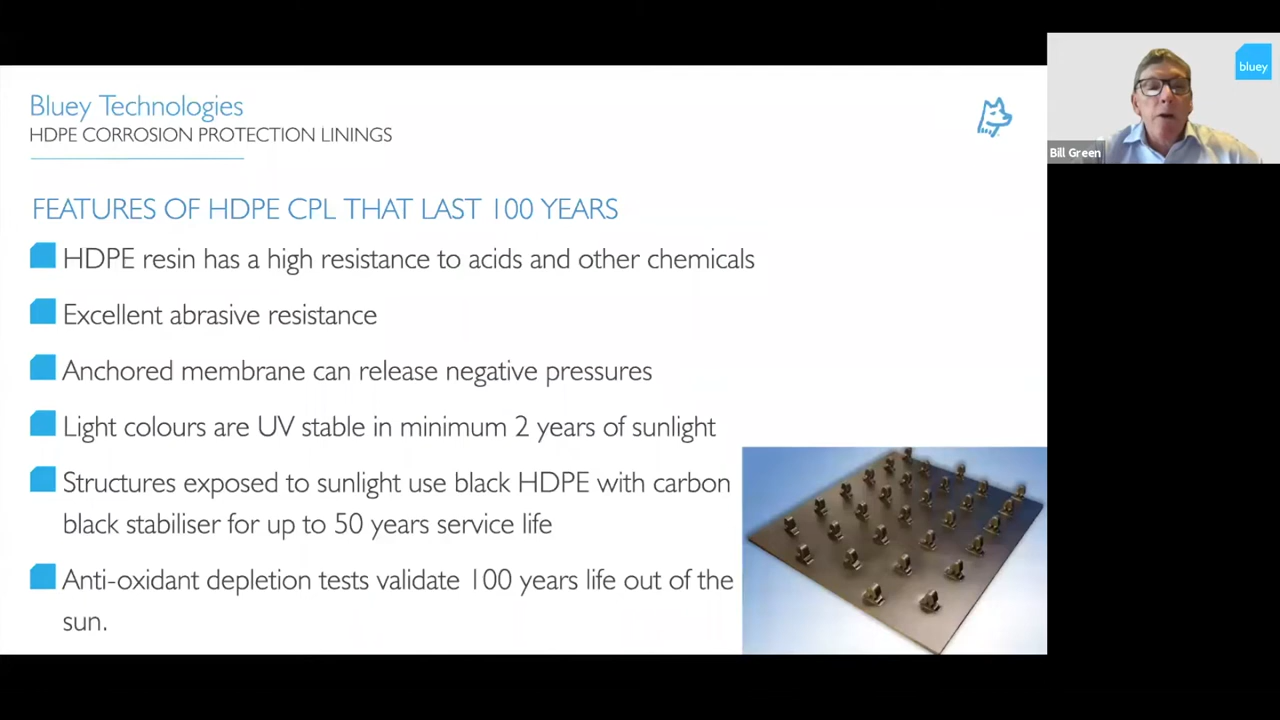 Bluey Technologies
HDPE CORROSION PROTECTION LININGS
FEATURES OF HDPE CPL THAT LAST 100 YEARS
HDPE resin has a high resistance to acids and other chemicals
Excellent abrasive resistance
Anchored membrane can release negative pressures
Light colours are UV stable in minimum 2 years of sunlight
Structures exposed to sunlight use black HDPE with carbon
black stabiliser for up to 50 years service life
Anti-oxidant depletion tests validate 100 years life out of the
sun.
bluey
Bill Green